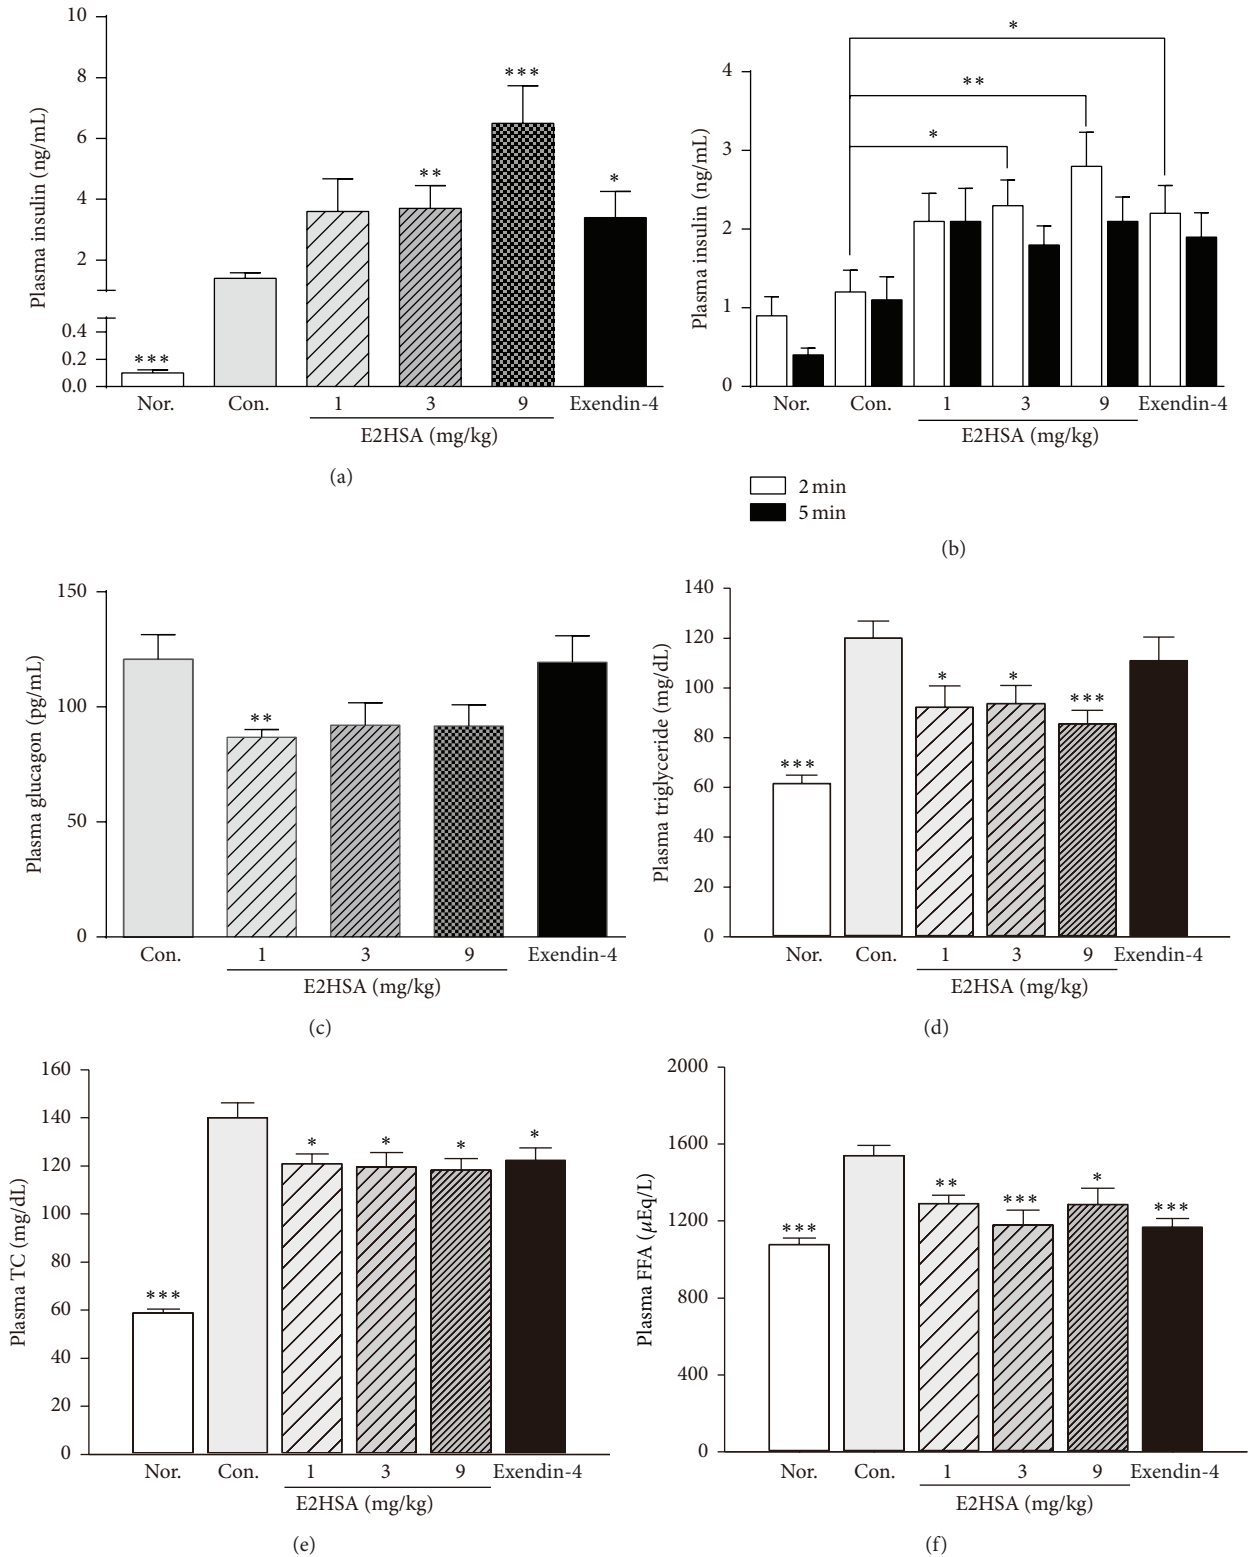 Plasma insulin (ng/mL)
10
8
6
4
2
0.4
0.2
0.0
***
**
***
*
Nor. Con. 1 3 9 Exendin-4
E2HSA (mg/kg)
(a)
Plasma insulin (ng/mL)
4
3
2
1
0
*
**
*
Nor. Con. 1 3 9 Exendin-4
E2HSA (mg/kg)
2 min
5 min
(b)
Plasma glucagon (pg/mL)
150
100
50
0
**
Con. 1 3 9 Exendin-4
E2HSA (mg/kg)
(c)
Plasma triglyceride (mg/dL)
140
120
100
80
60
40
20
0
***
*
*
***
Nor. Con. 1 3 9 Exendin-4
E2HSA (mg/kg)
(d)
Plasma TC (mg/dL)
160
140
120
100
80
60
40
20
0
***
*
*
*
*
Nor. Con. 1 3 9 Exendin-4
E2HSA (mg/kg)
(e)
Plasma FFA (μEq/L)
2000
1600
1200
800
400
0
***
**
***
*
***
Nor. Con. 1 3 9 Exendin-4
E2HSA (mg/kg)
(f)